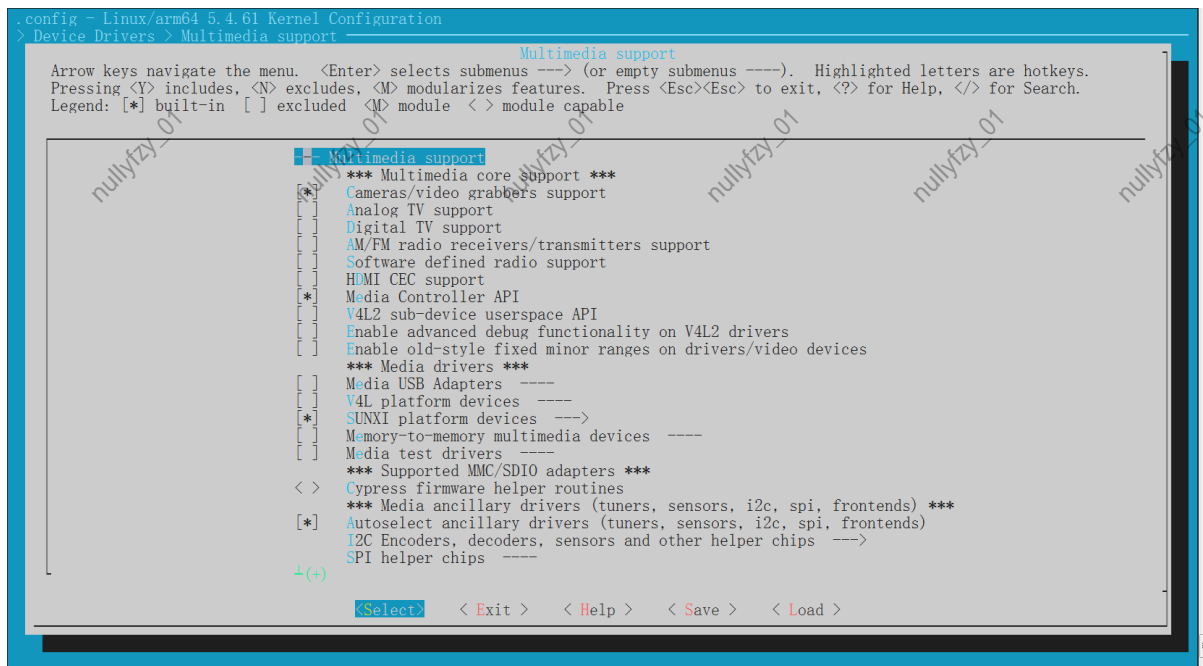 .config - Linux/arm64 5.4.61 Kernel Configuration
> Device Drivers > Multimedia support
Multimedia support
Arrow keys navigate the menu.  <Enter> selects submenus ---> (or empty submenus ----).  Highlighted letters are hotkeys.
Pressing <Y> includes, <N> excludes, <M> modularizes features.  Press <Esc><Esc> to exit, <?> for Help, </> for Search.
Legend: [*] built-in  [ ] excluded  <M> module  < > module capable
nullyfzy_01 nullyfzy_01 nullyfzy_01 nullyfzy_01 nullyfzy_01 nullyfzy_01
--- Multimedia support
*** Multimedia core support ***
[*] Cameras/video grabbers support
[ ] Analog TV support
[ ] Digital TV support
[ ] AM/FM radio receivers/transmitters support
[ ] Software defined radio support
[ ] HDMI CEC support
[*] Media Controller API
[ ] V4L2 sub-device userspace API
[ ] Enable advanced debug functionality on V4L2 drivers
[ ] Enable old-style fixed minor ranges on drivers/video devices
*** Media drivers ***
[ ] Media USB Adapters  ----
[ ] V4L platform devices  ----
[*] SUNXI platform devices  --->
[ ] Memory-to-memory multimedia devices  ----
[ ] Media test drivers  ----
*** Supported MMC/SDIO adapters ***
< > Cypress firmware helper routines
*** Media ancillary drivers (tuners, sensors, i2c, spi, frontends) ***
[*] Autoselect ancillary drivers (tuners, sensors, i2c, spi, frontends)
I2C Encoders, decoders, sensors and other helper chips  --->
SPI helper chips  ----
┴(+)
<Select>    < Exit >    < Help >    < Save >    < Load >